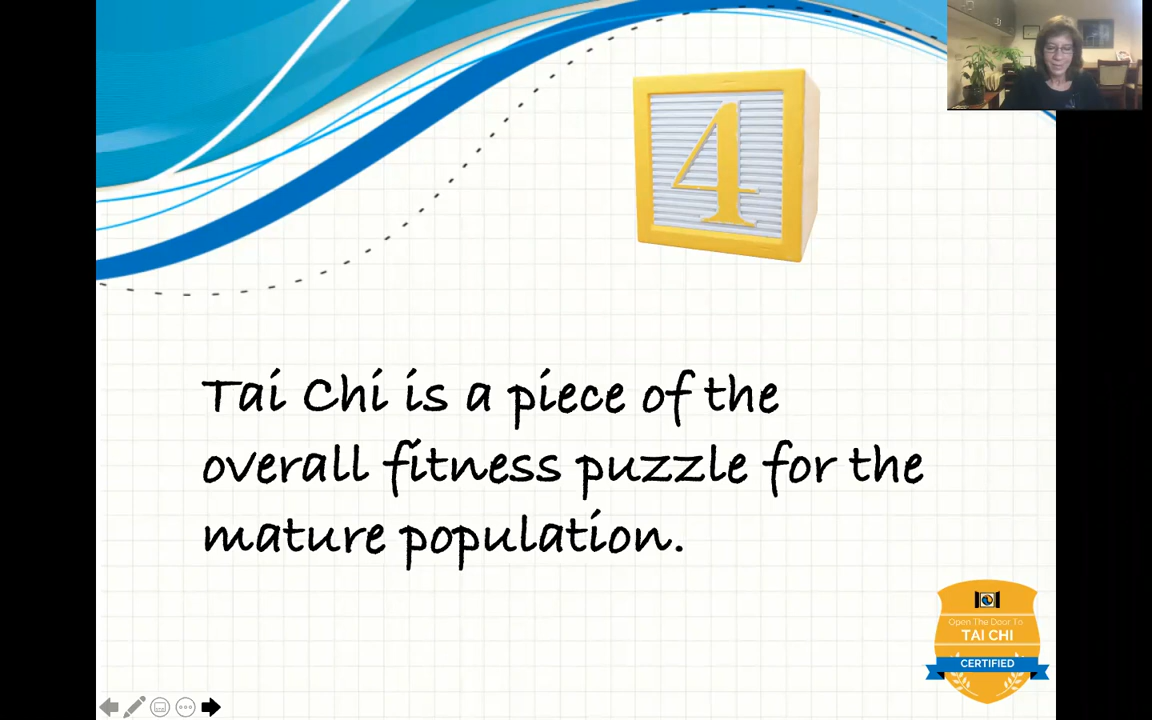 4
Tai Chi is a piece of the
overall fitness puzzle for the
mature population.
Open The Door To
TAI CHI
CERTIFIED